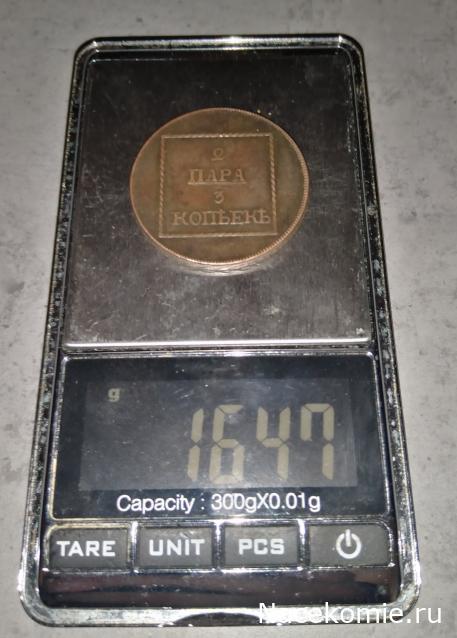 2
ПАРА
3
КОПѢЕКЪ
g
1647
Capacity : 300gX0.01g
TARE
UNIT
PCS
Nasekomie.ru